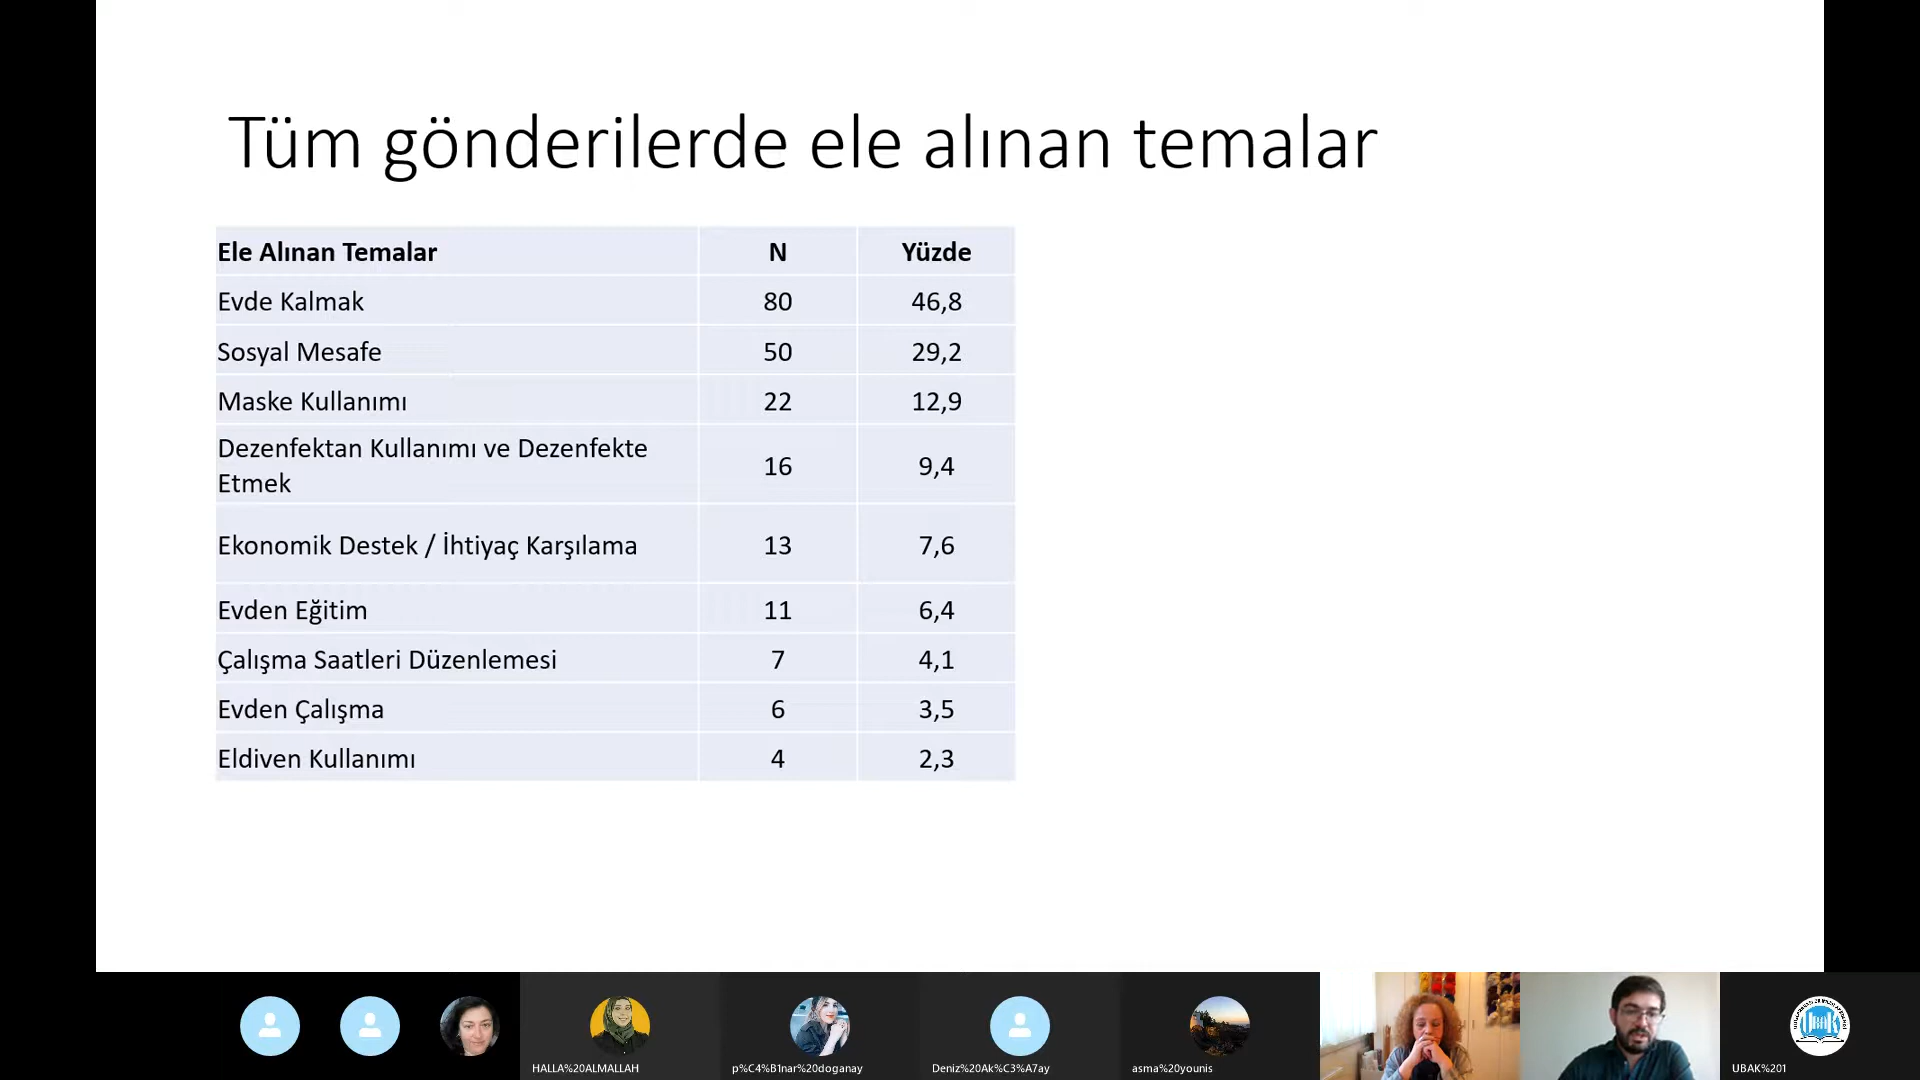 Tüm gönderilerde ele alınan temalar
Ele Alınan Temalar N Yüzde
Evde Kalmak 80 46,8
Sosyal Mesafe 50 29,2
Maske Kullanımı 22 12,9
Dezenfektan Kullanımı ve Dezenfekte
Etmek 16 9,4
Ekonomik Destek / İhtiyaç Karşılama 13 7,6
Evden Eğitim 11 6,4
Çalışma Saatleri Düzenlemesi 7 4,1
Evden Çalışma 6 3,5
Eldiven Kullanımı 4 2,3
HALLA%20ALMALLAH
p%C4%B1nar%20doganay
Deniz%20Ak%C3%A7ay
asma%20younis
UBAK
UBAK%201